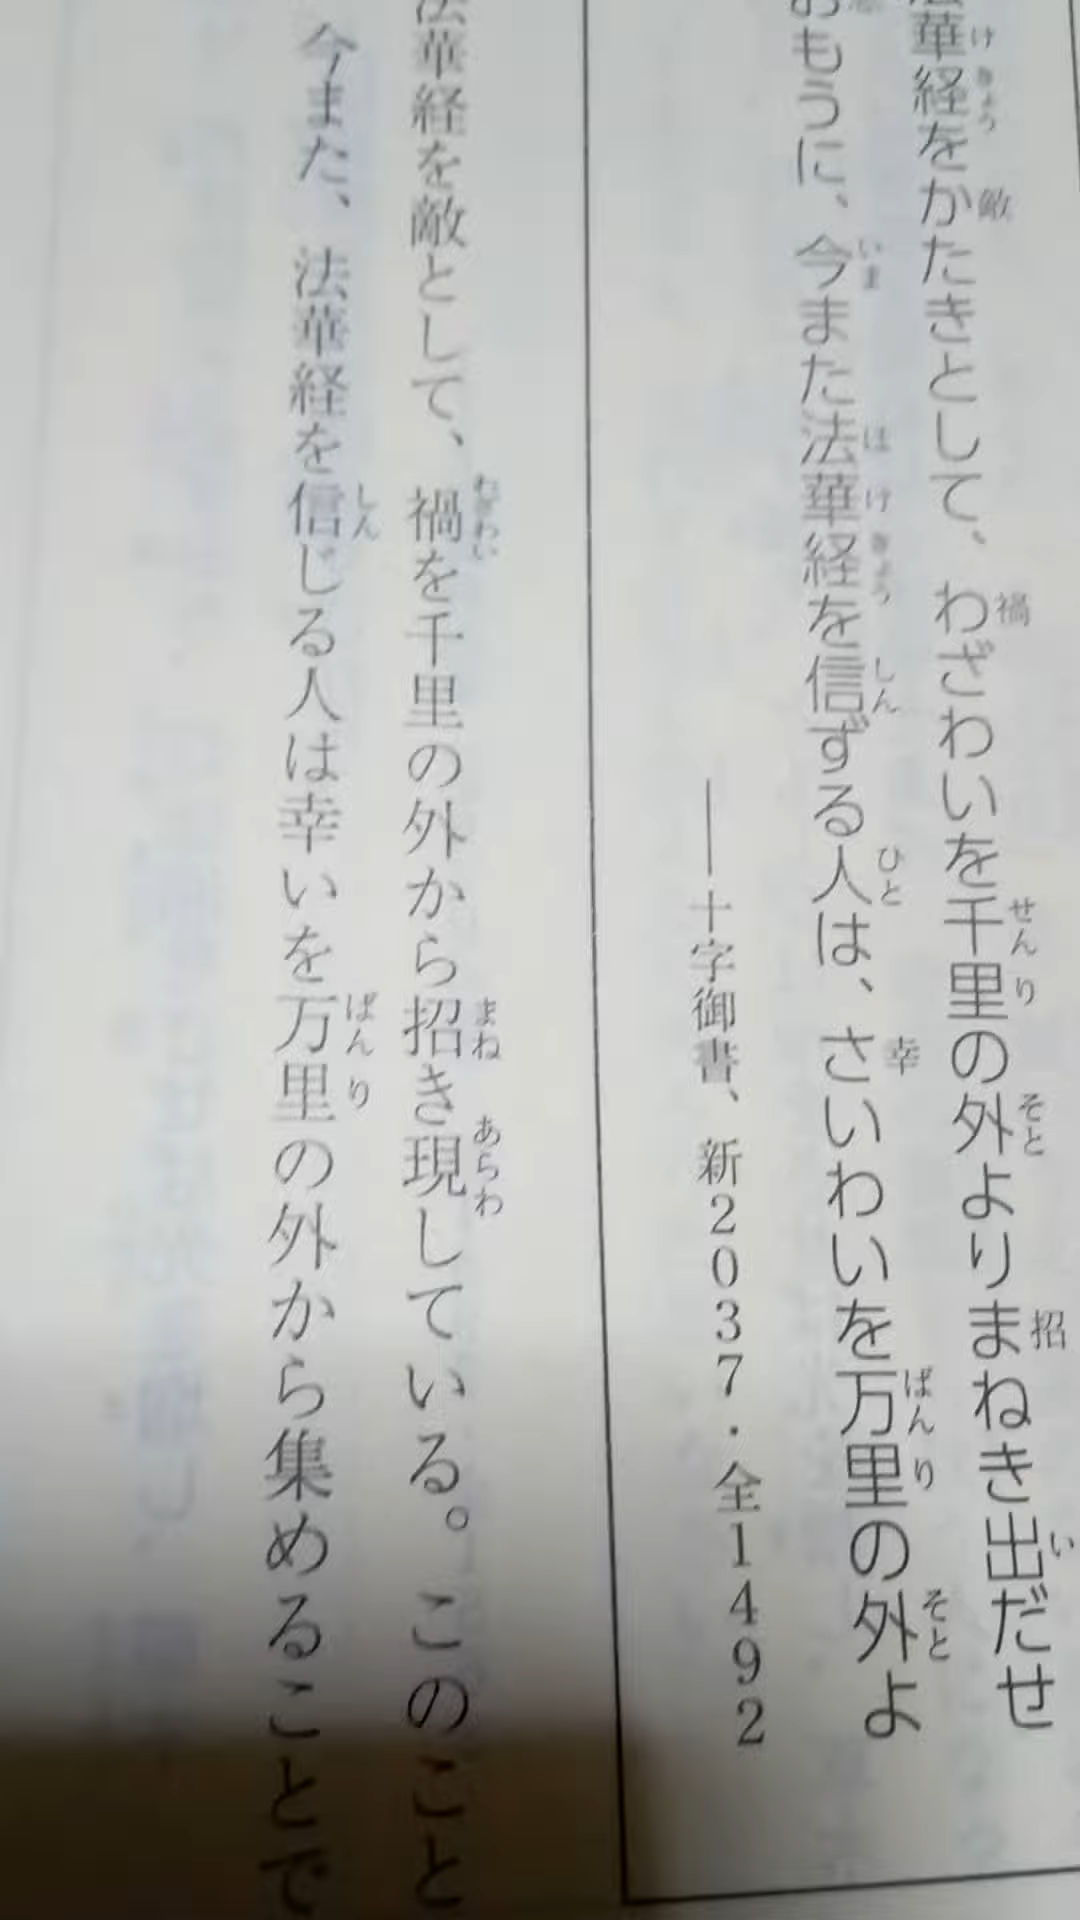 華経をかたきとして、わざわいを千里の外よりまねき出だせ
おもうに、今また法華経を信ずる人は、さいわいを万里の外よ
――十字御書、新2037・全1492
法華経を敵として、禍を千里の外から招き現している。このこと
今また、法華経を信じる人は幸いを万里の外から集めることで